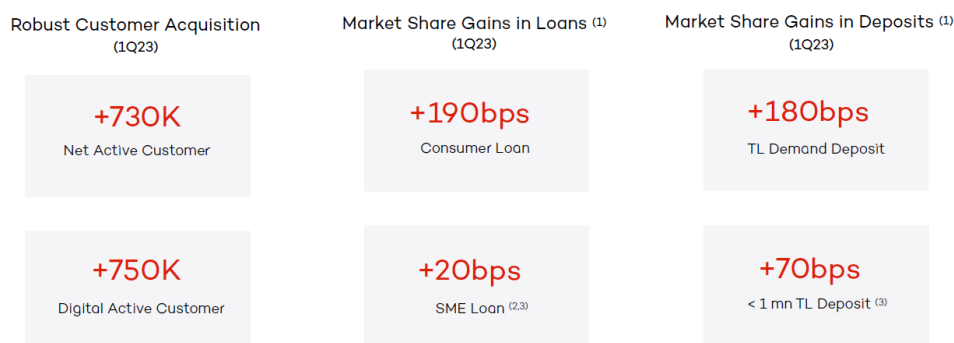 Robust Customer Acquisition
(1Q23)
+730K
Net Active Customer
+750K
Digital Active Customer
Market Share Gains in Loans (1)
(1Q23)
+190bps
Consumer Loan
+20bps
SME Loan (2,3)
Market Share Gains in Deposits (1)
(1Q23)
+180bps
TL Demand Deposit
+70bps
< 1 mn TL Deposit (3)